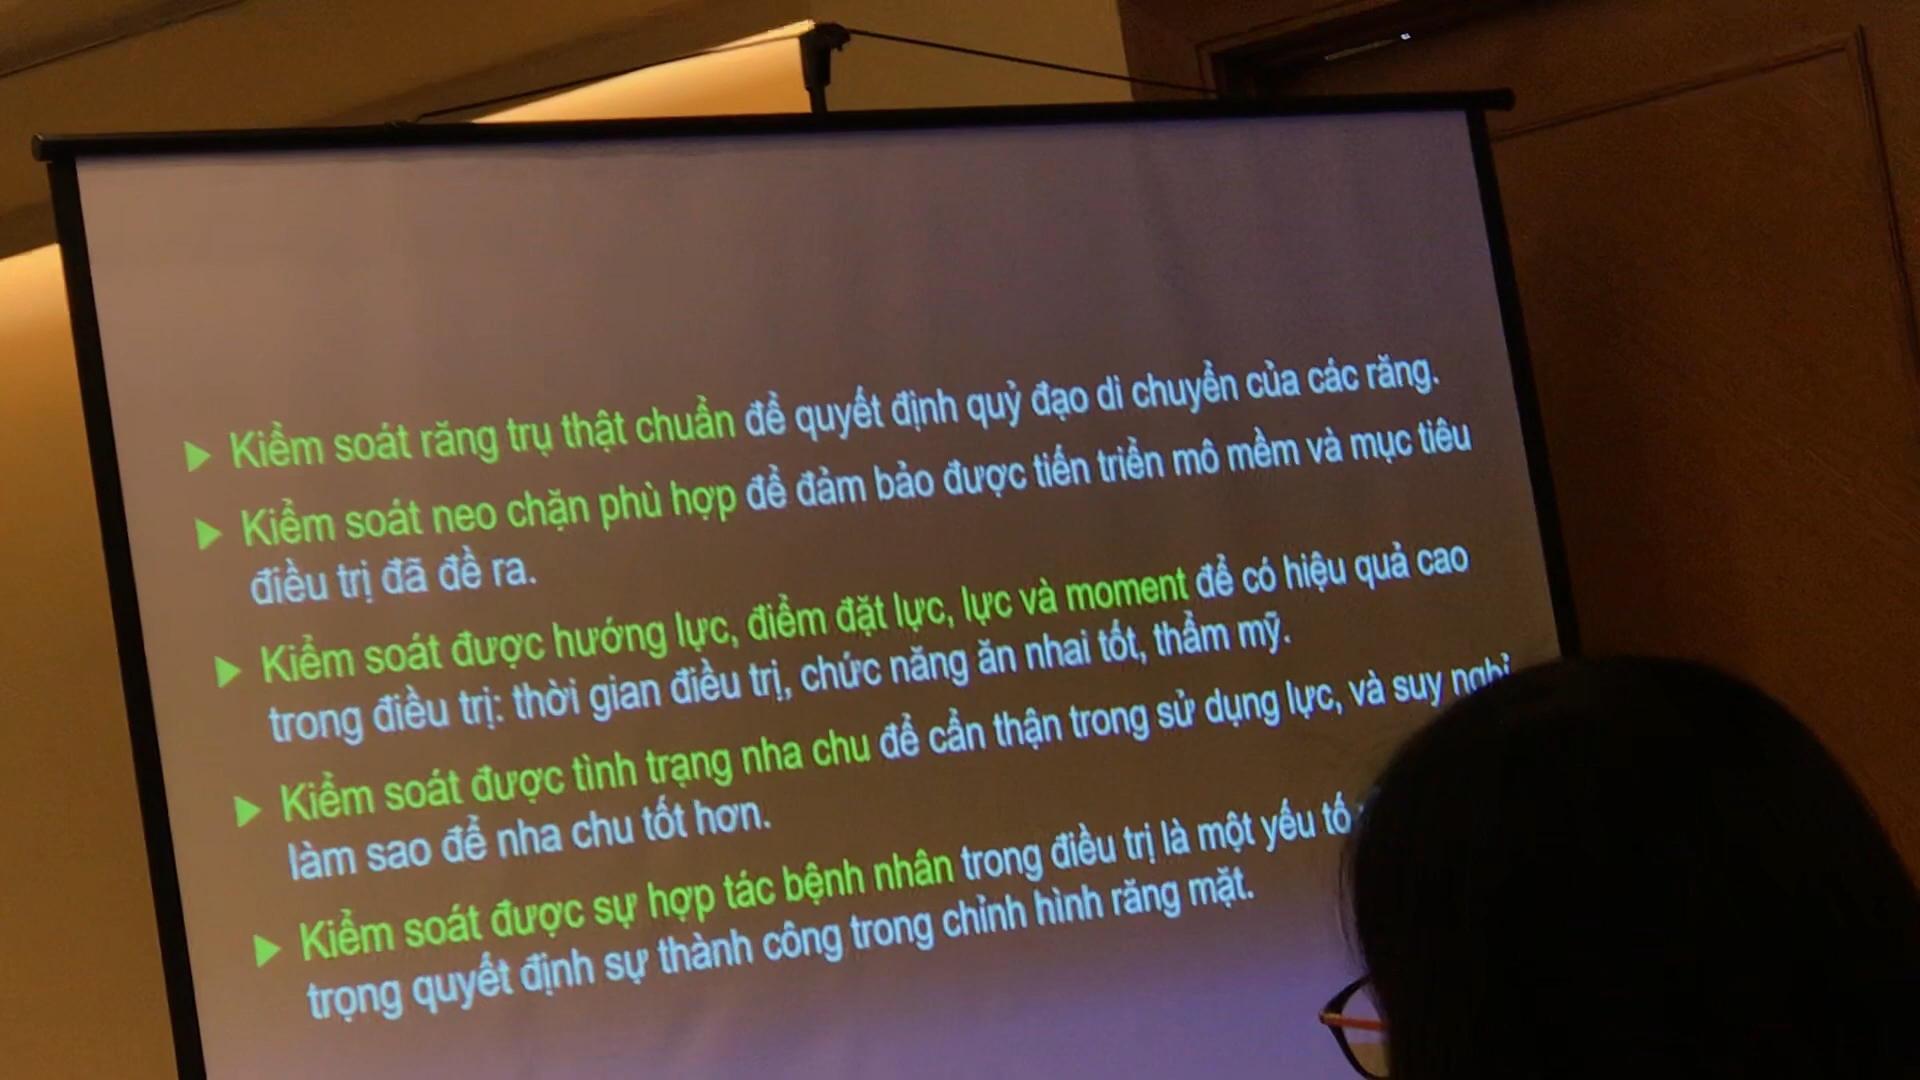 ► Kiểm soát răng trụ thật chuẩn để quyết định quỷ đạo di chuyển của các răng.
► Kiểm soát neo chặn phù hợp để đảm bảo được tiến triển mô mềm và mục tiêu
điều trị đã đề ra.
► Kiểm soát được hướng lực, điểm đặt lực, lực và moment để có hiệu quả cao
trong điều trị: thời gian điều trị, chức năng ăn nhai tốt, thẩm mỹ.
► Kiểm soát được tình trạng nha chu để cẩn thận trong sử dụng lực, và suy nghỉ
làm sao để nha chu tốt hơn.
► Kiểm soát được sự hợp tác bệnh nhân trong điều trị là một yếu tố
trọng quyết định sự thành công trong chỉnh hình răng mặt.